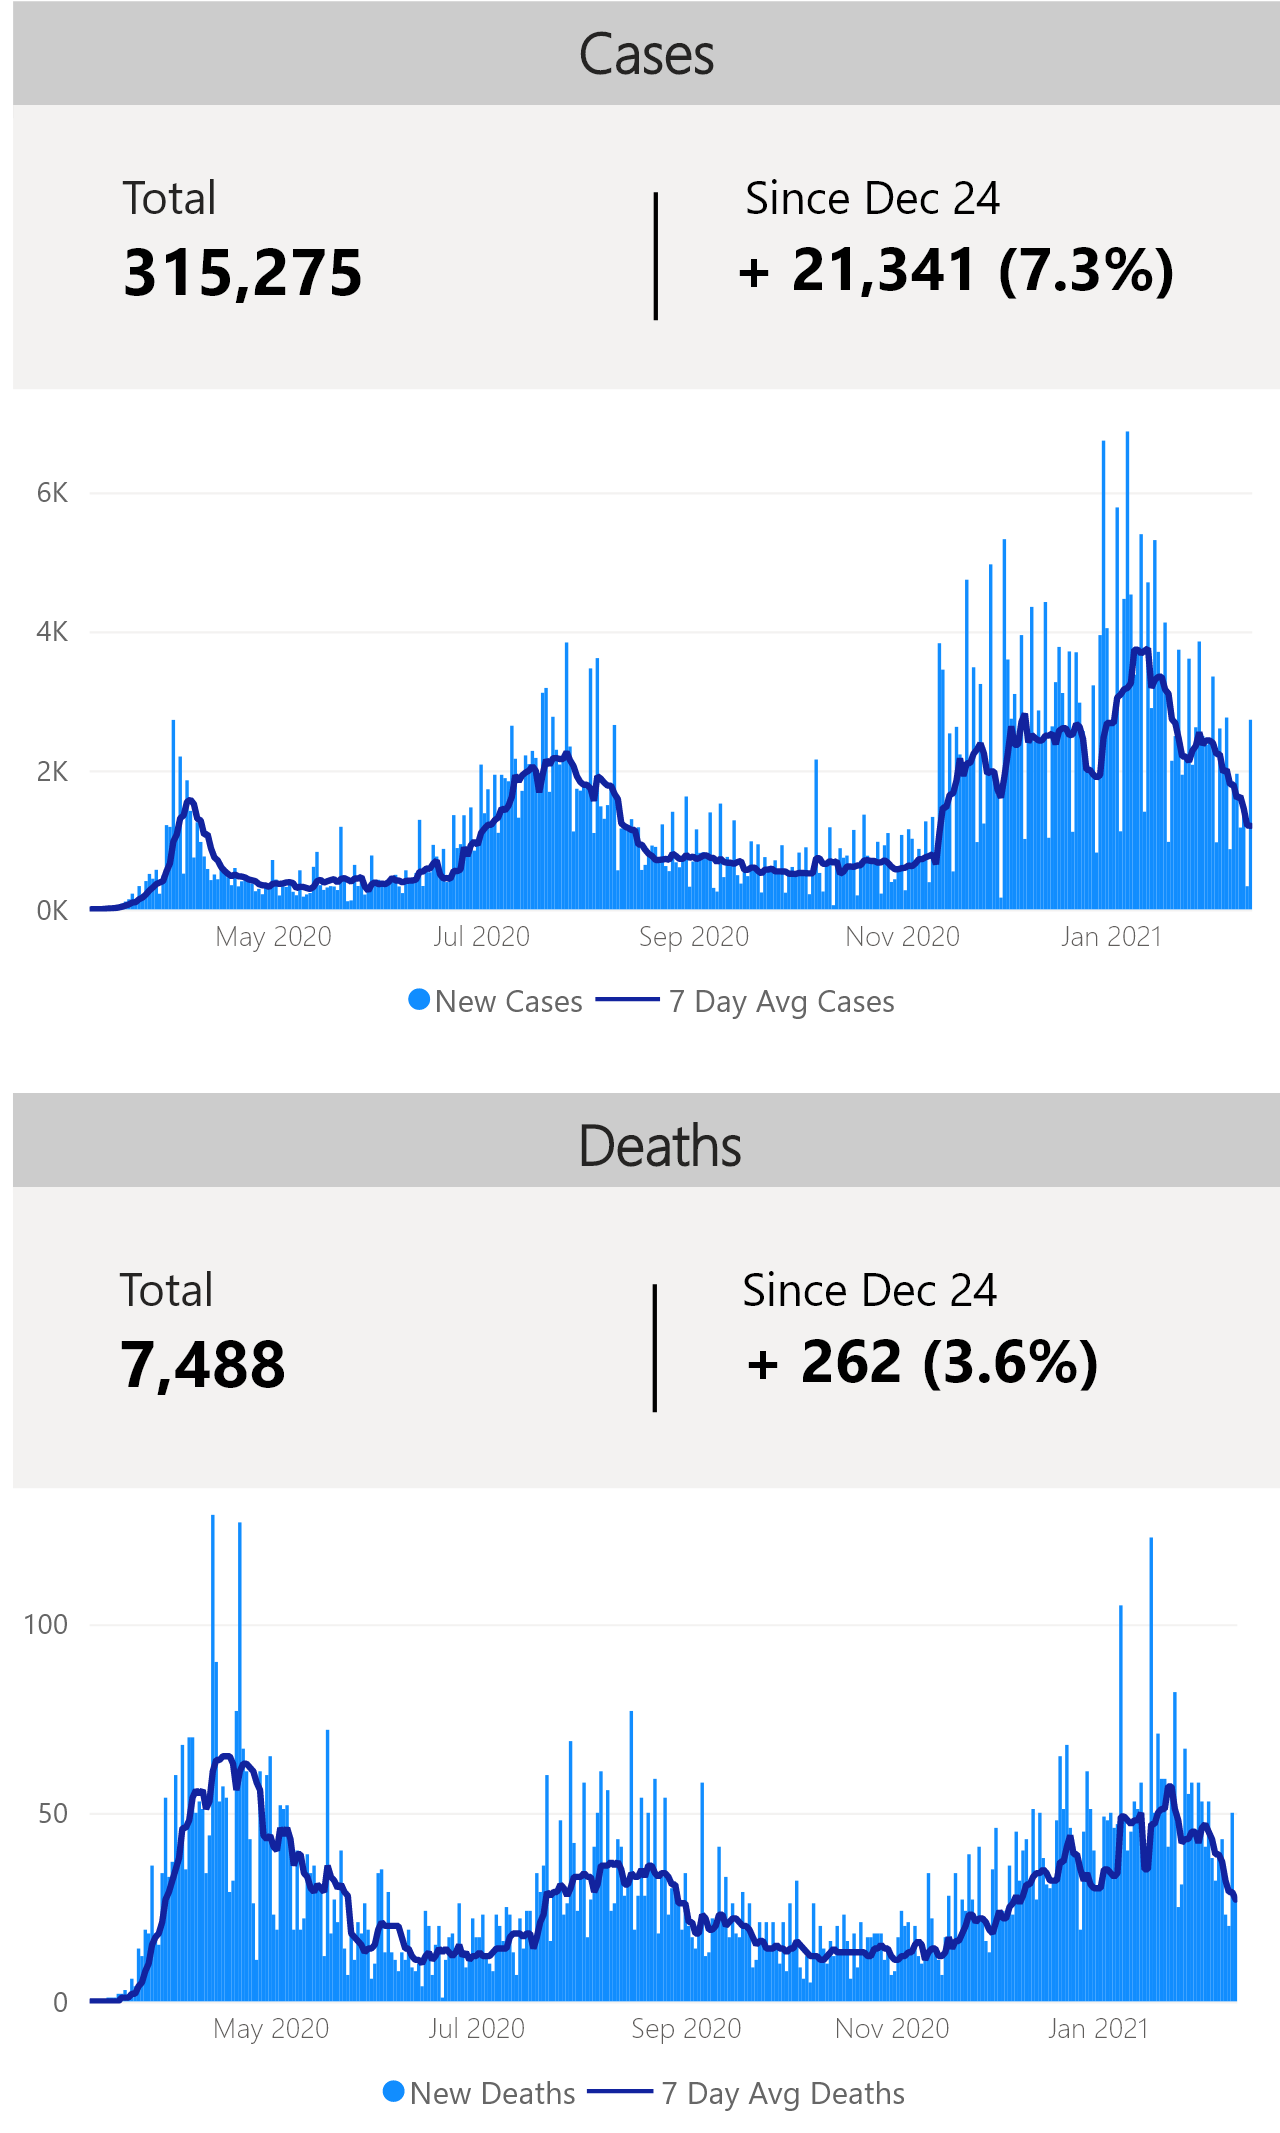 Cases
Total
Since Dec 24
315,275
+ 21,341 (7.3%)
6K
4K
2K
0K
May 2020
Jul 2020
Sep 2020
Nov 2020
Jan 2021
New Cases
7 Day Avg Cases
Deaths
Total
Since Dec 24
7,488
+ 262 (3.6%)
100
50
0
May 2020
Jul 2020
Sep 2020
Nov 2020
Jan 2021
New Deaths
7 Day Avg Deaths